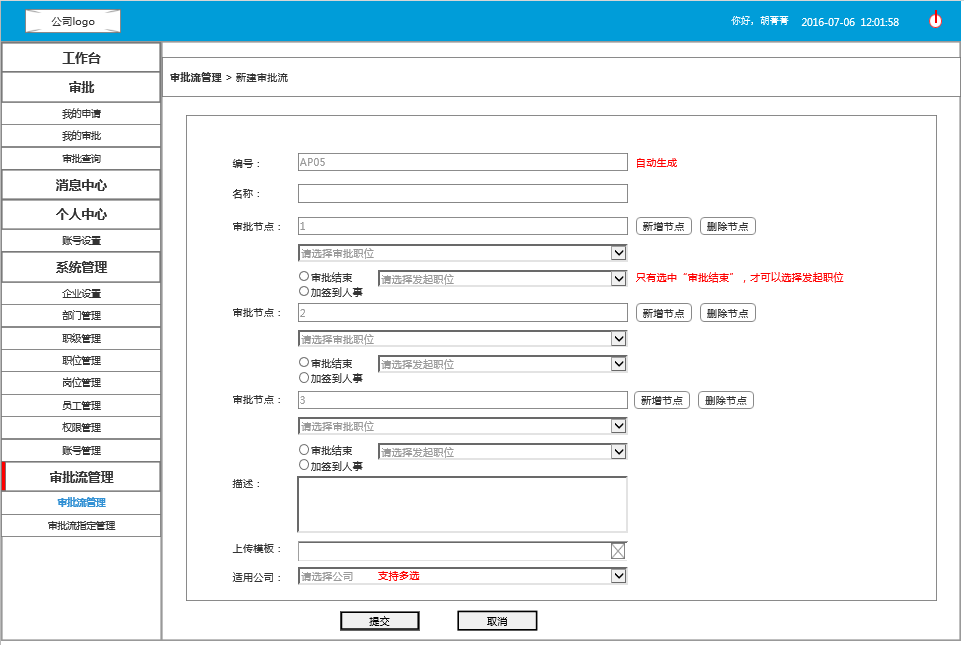 公司logo
你好，胡菁菁 2016-07-06 12:01:58
工作台
审批
我的申请
我的审批
审批查询
消息中心
个人中心
账号设置
系统管理
企业设置
部门管理
职级管理
职位管理
岗位管理
员工管理
权限管理
账号管理
审批流管理
审批流管理
审批流指定管理
审批流管理 > 新建审批流
编号： AP05 自动生成
名称：
审批节点： 1 新增节点 删除节点
请选择审批职位
审批结束 请选择发起职位 只有选中“审批结束”，才可以选择发起职位
加签到人事
审批节点： 2 新增节点 删除节点
请选择审批职位
审批结束 请选择发起职位
加签到人事
审批节点： 3 新增节点 删除节点
请选择审批职位
审批结束 请选择发起职位
加签到人事
描述：
上传模板：
适用公司： 请选择公司 支持多选
提交 取消